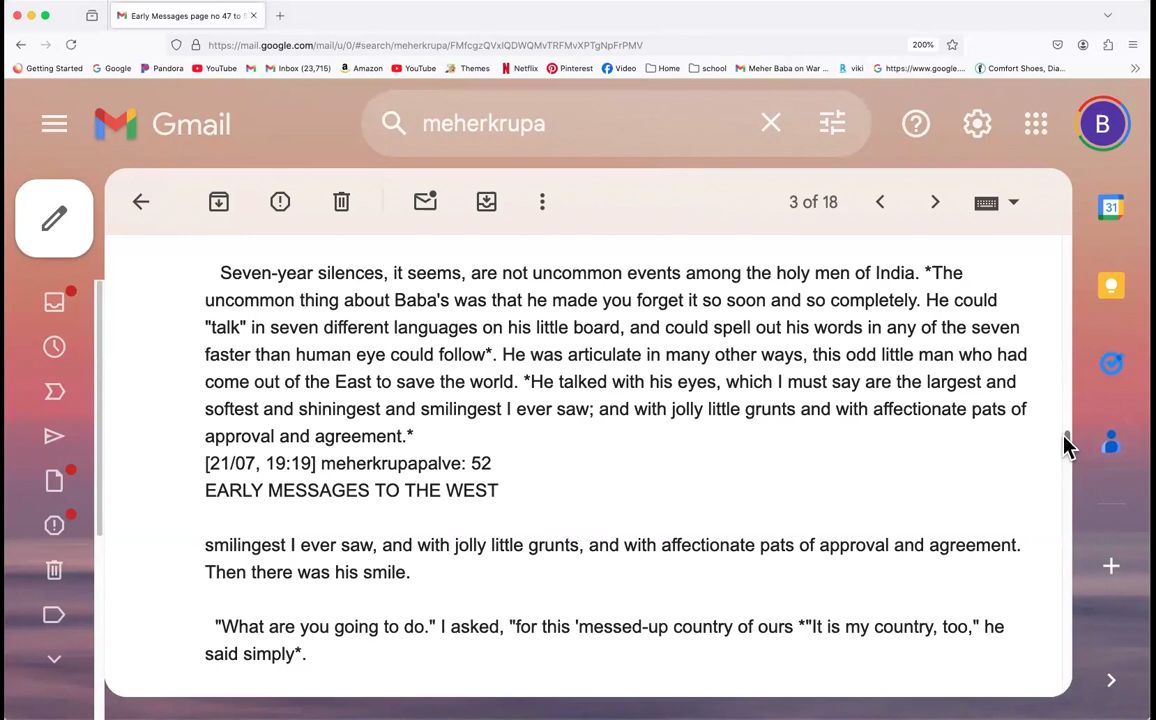 Early Messages page no 47 to 5
https://mail.google.com/mail/u/0/#search/meherkrupa/FMfcgzQVxlQDWQMvTRFMvXPTgNpFrPMV
200%
Getting Started Google Pandora YouTube Inbox (23,715) Amazon YouTube Themes Netflix Pinterest Video Home school Meher Baba on War ... viki https://www.google.... Comfort Shoes, Dia...
Gmail
meherkrupa
B
3 of 18
31
Seven-year silences, it seems, are not uncommon events among the holy men of India. *The
uncommon thing about Baba's was that he made you forget it so soon and so completely. He could
"talk" in seven different languages on his little board, and could spell out his words in any of the seven
faster than human eye could follow*. He was articulate in many other ways, this odd little man who had
come out of the East to save the world. *He talked with his eyes, which I must say are the largest and
softest and shiningest and smilingest I ever saw; and with jolly little grunts and with affectionate pats of
approval and agreement.*
[21/07, 19:19] meherkrupapalve: 52
EARLY MESSAGES TO THE WEST
smilingest I ever saw, and with jolly little grunts, and with affectionate pats of approval and agreement.
Then there was his smile.
"What are you going to do." I asked, "for this 'messed-up country of ours *"It is my country, too," he
said simply*.